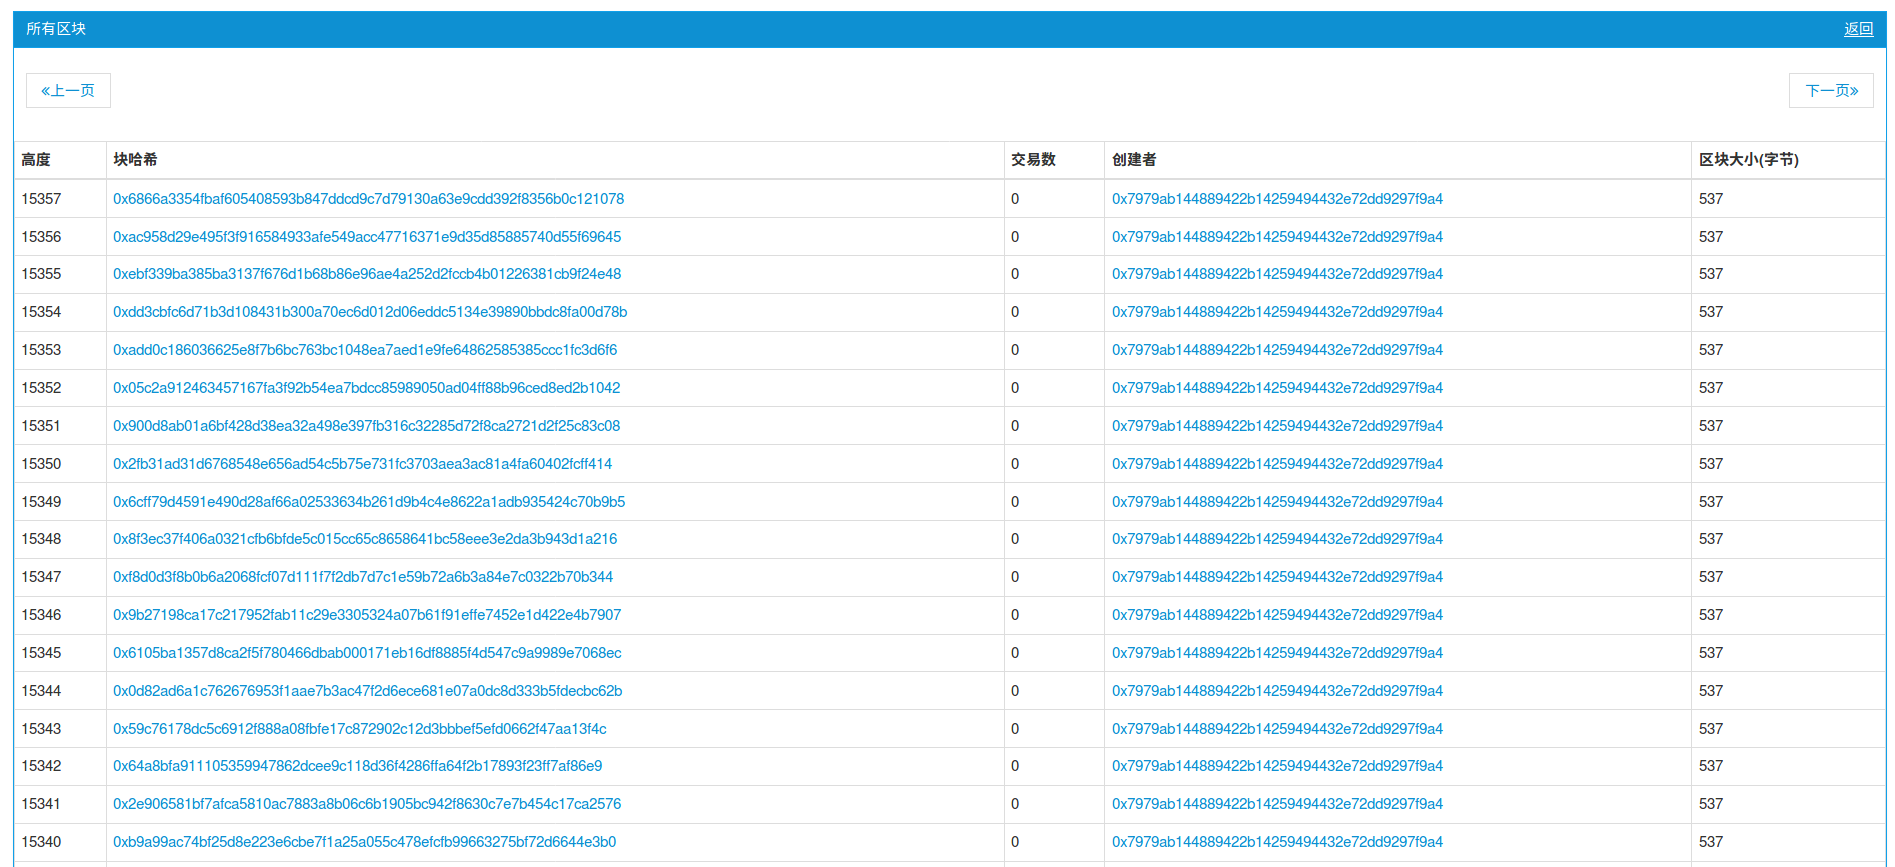 所有区块 返回
«上一页 下一页»
高度 块哈希 交易数 创建者 区块大小(字节)
15357 0x6866a3354fbaf605408593b847ddcd9c7d79130a63e9cdd392f8356b0c121078 0 0x7979ab144889422b14259494432e72dd9297f9a4 537
15356 0xac958d29e495f3f916584933afe549acc47716371e9d35d85885740d55f69645 0 0x7979ab144889422b14259494432e72dd9297f9a4 537
15355 0xebf339ba385ba3137f676d1b68b86e96ae4a252d2fccb4b01226381cb9f24e48 0 0x7979ab144889422b14259494432e72dd9297f9a4 537
15354 0xdd3cbfc6d71b3d108431b300a70ec6d012d06eddc5134e39890bbdc8fa00d78b 0 0x7979ab144889422b14259494432e72dd9297f9a4 537
15353 0xadd0c186036625e8f7b6bc763bc1048ea7aed1e9fe64862585385ccc1fc3d6f6 0 0x7979ab144889422b14259494432e72dd9297f9a4 537
15352 0x05c2a912463457167fa3f92b54ea7bdcc85989050ad04ff88b96ced8ed2b1042 0 0x7979ab144889422b14259494432e72dd9297f9a4 537
15351 0x900d8ab01a6bf428d38ea32a498e397fb316c32285d72f8ca2721d2f25c83c08 0 0x7979ab144889422b14259494432e72dd9297f9a4 537
15350 0x2fb31ad31d6768548e656ad54c5b75e731fc3703aea3ac81a4fa60402fcff414 0 0x7979ab144889422b14259494432e72dd9297f9a4 537
15349 0x6cff79d4591e490d28af66a02533634b261d9b4c4e8622a1adb935424c70b9b5 0 0x7979ab144889422b14259494432e72dd9297f9a4 537
15348 0x8f3ec37f406a0321cfb6bfde5c015cc65c8658641bc58eee3e2da3b943d1a216 0 0x7979ab144889422b14259494432e72dd9297f9a4 537
15347 0xf8d0d3f8b0b6a2068fcf07d111f7f2db7d7c1e59b72a6b3a84e7c0322b70b344 0 0x7979ab144889422b14259494432e72dd9297f9a4 537
15346 0x9b27198ca17c217952fab11c29e3305324a07b61f91effe7452e1d422e4b7907 0 0x7979ab144889422b14259494432e72dd9297f9a4 537
15345 0x6105ba1357d8ca2f5f780466dbab000171eb16df8885f4d547c9a9989e7068ec 0 0x7979ab144889422b14259494432e72dd9297f9a4 537
15344 0x0d82ad6a1c762676953f1aae7b3ac47f2d6ece681e07a0dc8d333b5fdecbc62b 0 0x7979ab144889422b14259494432e72dd9297f9a4 537
15343 0x59c76178dc5c6912f888a08fbfe17c872902c12d3bbbef5efd0662f47aa13f4c 0 0x7979ab144889422b14259494432e72dd9297f9a4 537
15342 0x64a8bfa911105359947862dcee9c118d36f4286ffa64f2b17893f23ff7af86e9 0 0x7979ab144889422b14259494432e72dd9297f9a4 537
15341 0x2e906581bf7afca5810ac7883a8b06c6b1905bc942f8630c7e7b454c17ca2576 0 0x7979ab144889422b14259494432e72dd9297f9a4 537
15340 0xb9a99ac74bf25d8e223e6cbe7f1a25a055c478efcfb99663275bf72d6644e3b0 0 0x7979ab144889422b14259494432e72dd9297f9a4 537